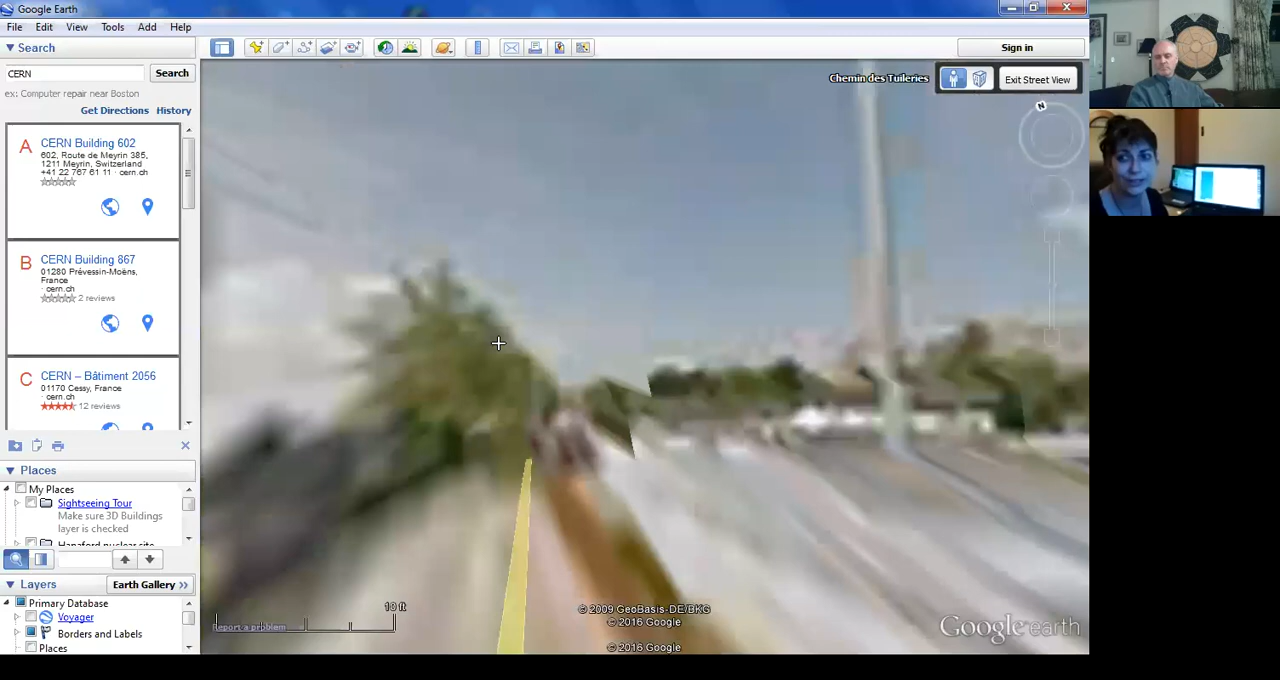 Google Earth
File Edit View Tools Add Help
Search
CERN
Search
ex: Computer repair near Boston
Get Directions History
A CERN Building 602
602, Route de Meyrin 385,
1211 Meyrin, Switzerland
+41 22 767 61 11 · cern.ch
B CERN Building 867
01280 Prévessin-Moëns,
France
· cern.ch
2 reviews
C CERN – Bâtiment 2056
01170 Cessy, France
· cern.ch
12 reviews
Places
My Places
Sightseeing Tour
Make sure 3D Buildings
layer is checked
Hanaford nuclear site
Layers
Earth Gallery »
Primary Database
Voyager
Borders and Labels
Places
Sign in
Chemin des Tuileries
Exit Street View
N
10 ft
Report a problem
© 2009 GeoBasis-DE/BKG
© 2016 Google
© 2016 Google
Google earth